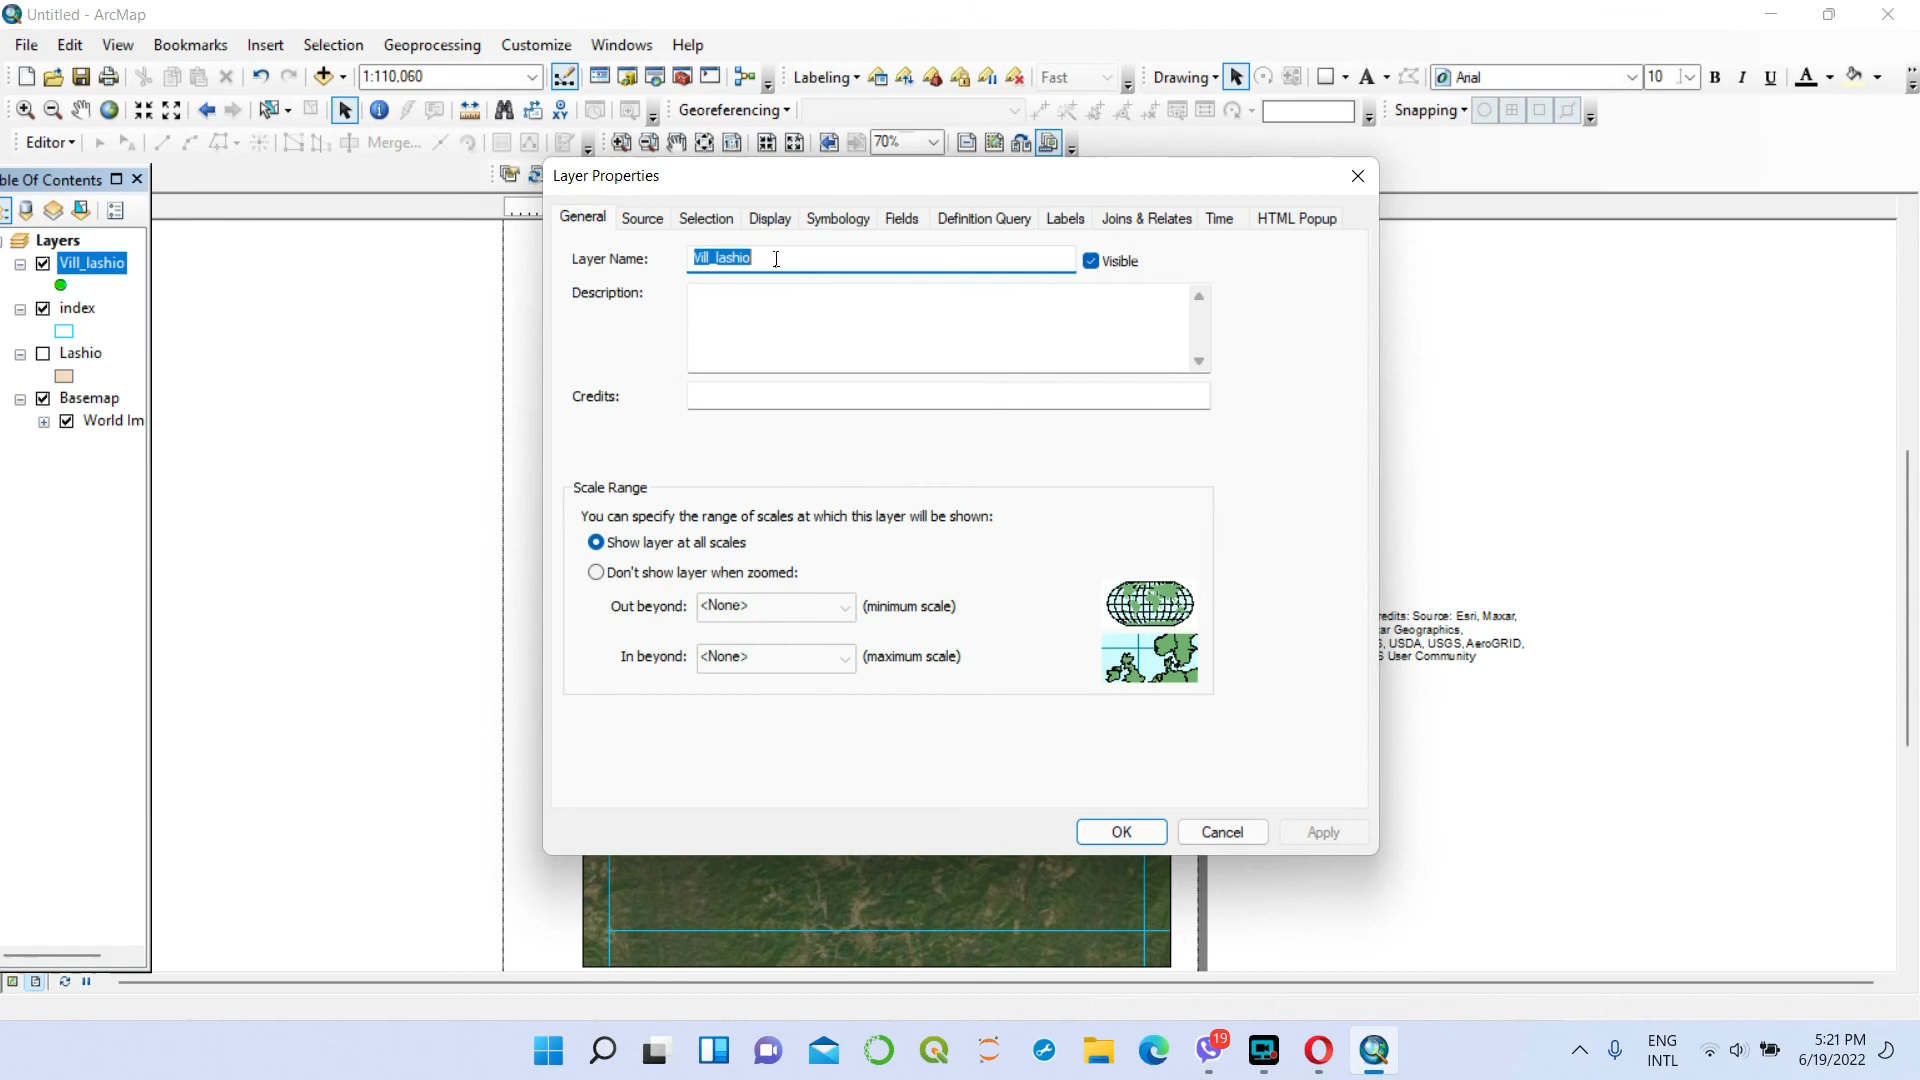 Untitled - ArcMap
File Edit View Bookmarks Insert Selection Geoprocessing Customize Windows Help
1:110,060 Labeling Fast Drawing Arial 10 B I U A
Georeferencing Snapping
Editor Merge... 70%
ble Of Contents
Layers
Vill_lashio
index
Lashio
Basemap
World Im
Layer Properties
General Source Selection Display Symbology Fields Definition Query Labels Joins & Relates Time HTML Popup
Layer Name: Vill_lashio Visible
Description:
Credits:
Scale Range
You can specify the range of scales at which this layer will be shown:
Show layer at all scales
Don't show layer when zoomed:
Out beyond: <None> (minimum scale)
In beyond: <None> (maximum scale)
OK Cancel Apply
redits: Source: Esri, Maxar,
ar Geographics,
, USDA, USGS, AeroGRID,
S User Community
19
ENG
INTL
5:21 PM
6/19/2022